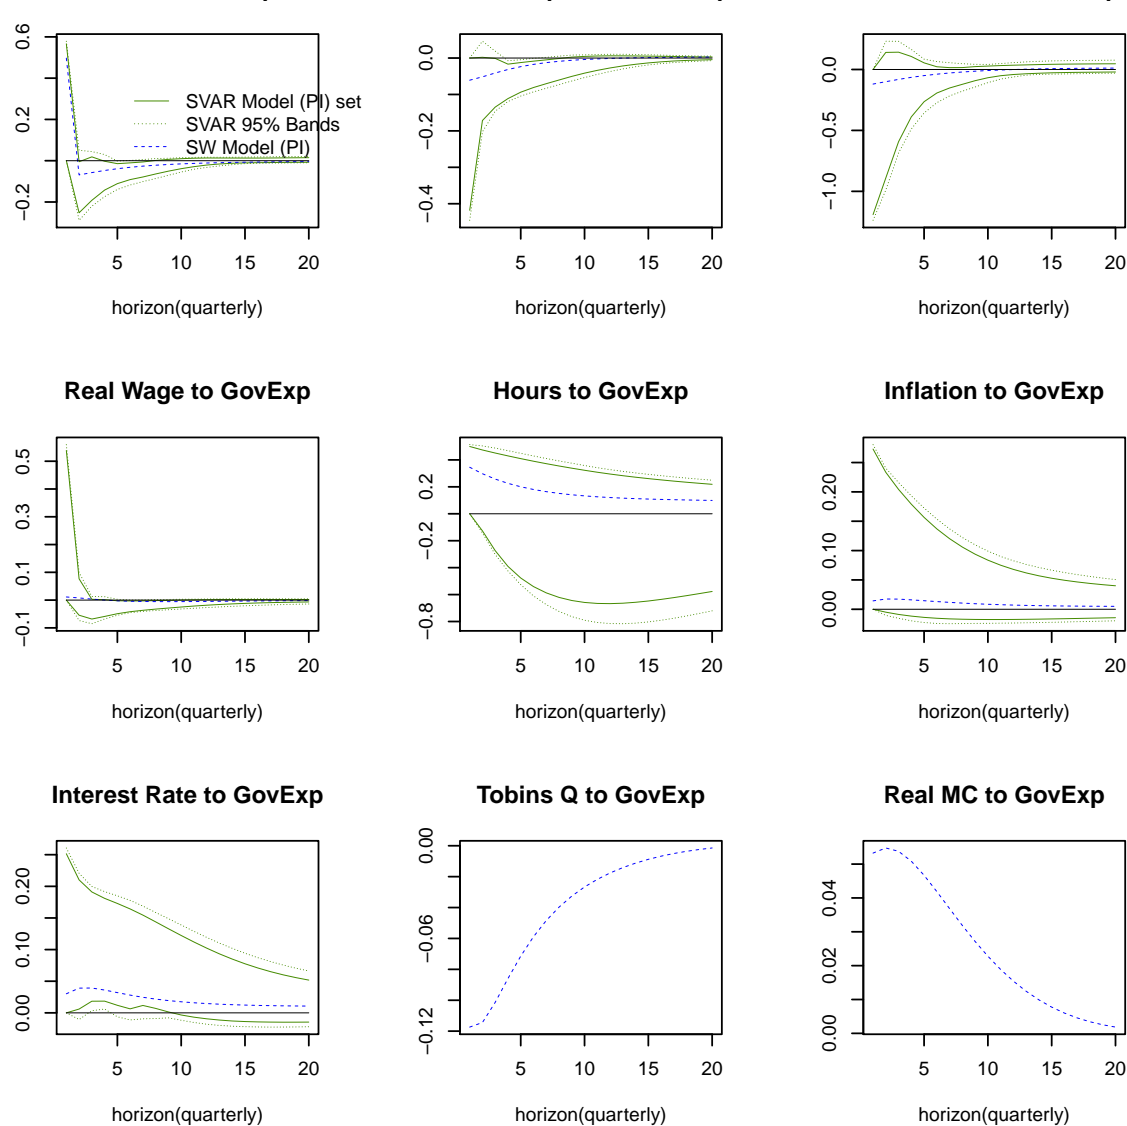 0.6
0.2
−0.2
SVAR Model (PI) set
SVAR 95% Bands
SW Model (PI)
5 10 15 20
horizon(quarterly)
0.0
−0.2
−0.4
5 10 15 20
horizon(quarterly)
0.0
−0.5
−1.0
5 10 15 20
horizon(quarterly)
Real Wage to GovExp
0.5
0.3
0.1
−0.1
5 10 15 20
horizon(quarterly)
Hours to GovExp
0.2
−0.2
−0.8
5 10 15 20
horizon(quarterly)
Inflation to GovExp
0.20
0.10
0.00
5 10 15 20
horizon(quarterly)
Interest Rate to GovExp
0.20
0.10
0.00
5 10 15 20
horizon(quarterly)
Tobins Q to GovExp
0.00
−0.06
−0.12
5 10 15 20
horizon(quarterly)
Real MC to GovExp
0.04
0.02
0.00
5 10 15 20
horizon(quarterly)